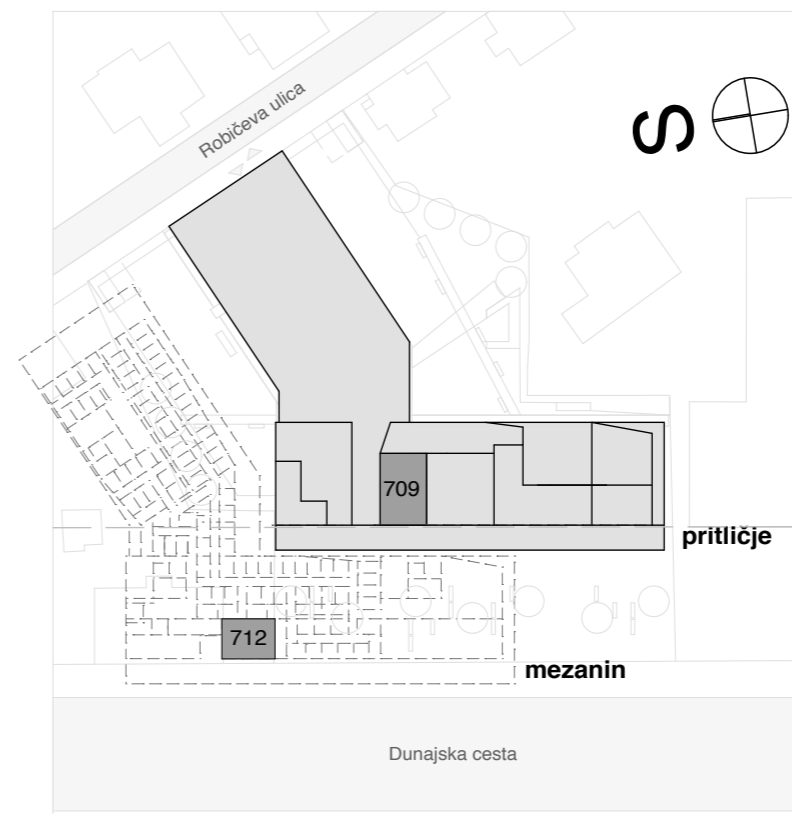 Robičeva ulica
S
709
pritličje
712
mezanin
Dunajska cesta